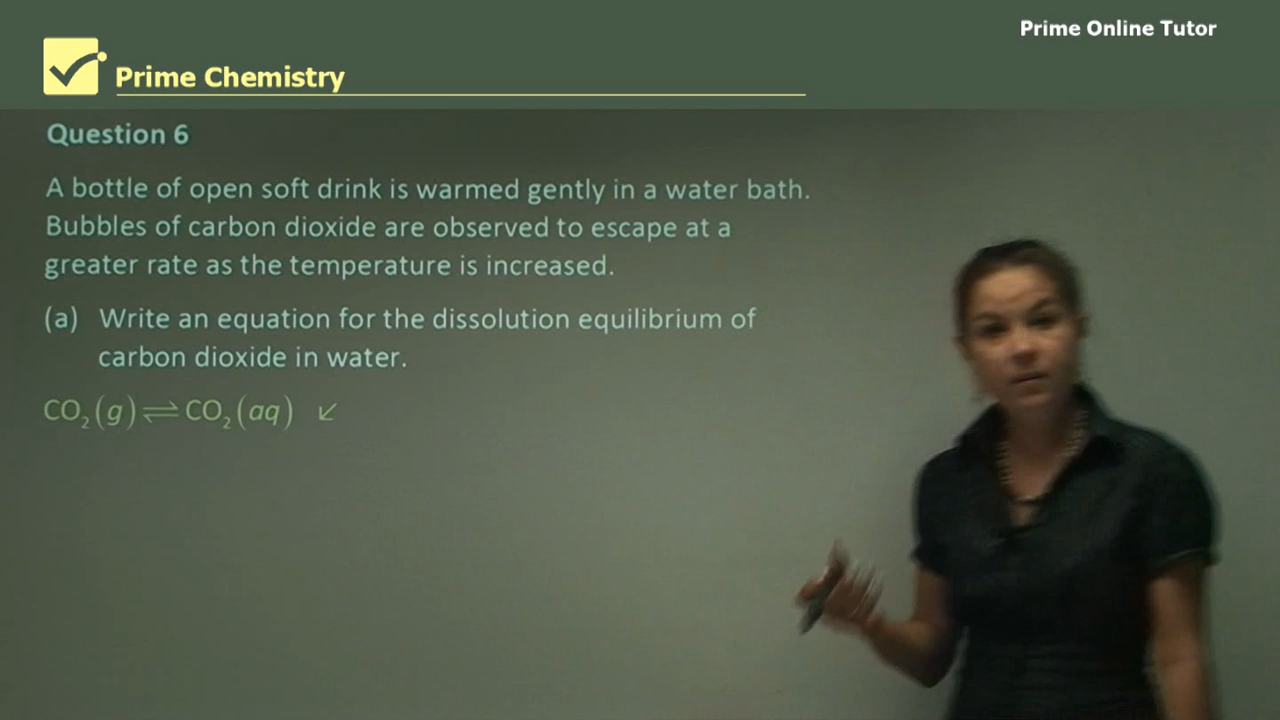 Prime Online Tutor
Prime Chemistry
Question 6
A bottle of open soft drink is warmed gently in a water bath.
Bubbles of carbon dioxide are observed to escape at a
greater rate as the temperature is increased.
(a) Write an equation for the dissolution equilibrium of
carbon dioxide in water.
CO₂(g)⇌CO₂(aq) ↙